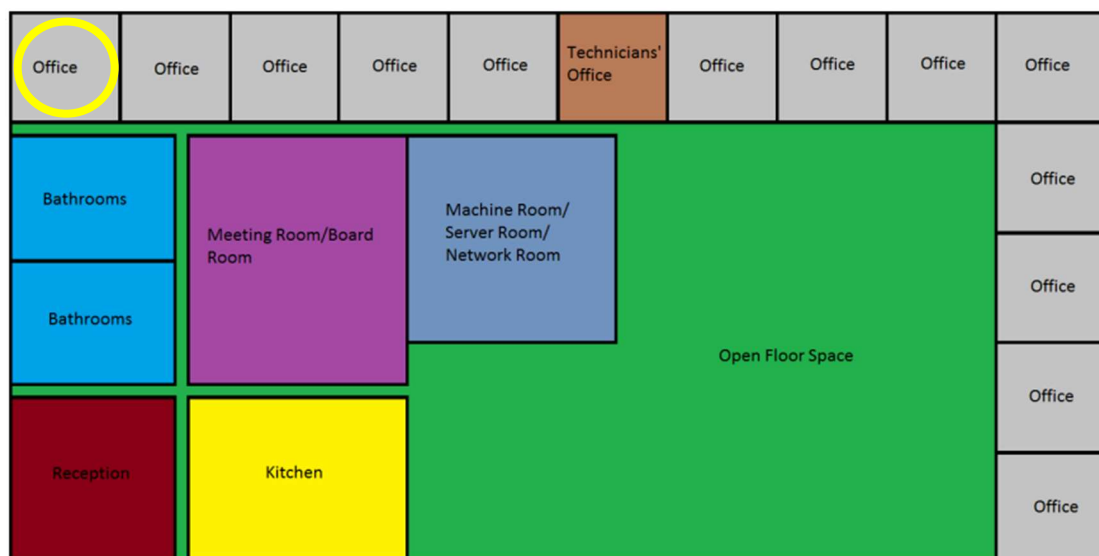 Office
Office
Office
Office
Office
Technicians'
Office
Office
Office
Office
Office
Bathrooms
Meeting Room/Board
Room
Machine Room/
Server Room/
Network Room
Office
Bathrooms
Office
Open Floor Space
Office
Reception
Kitchen
Office